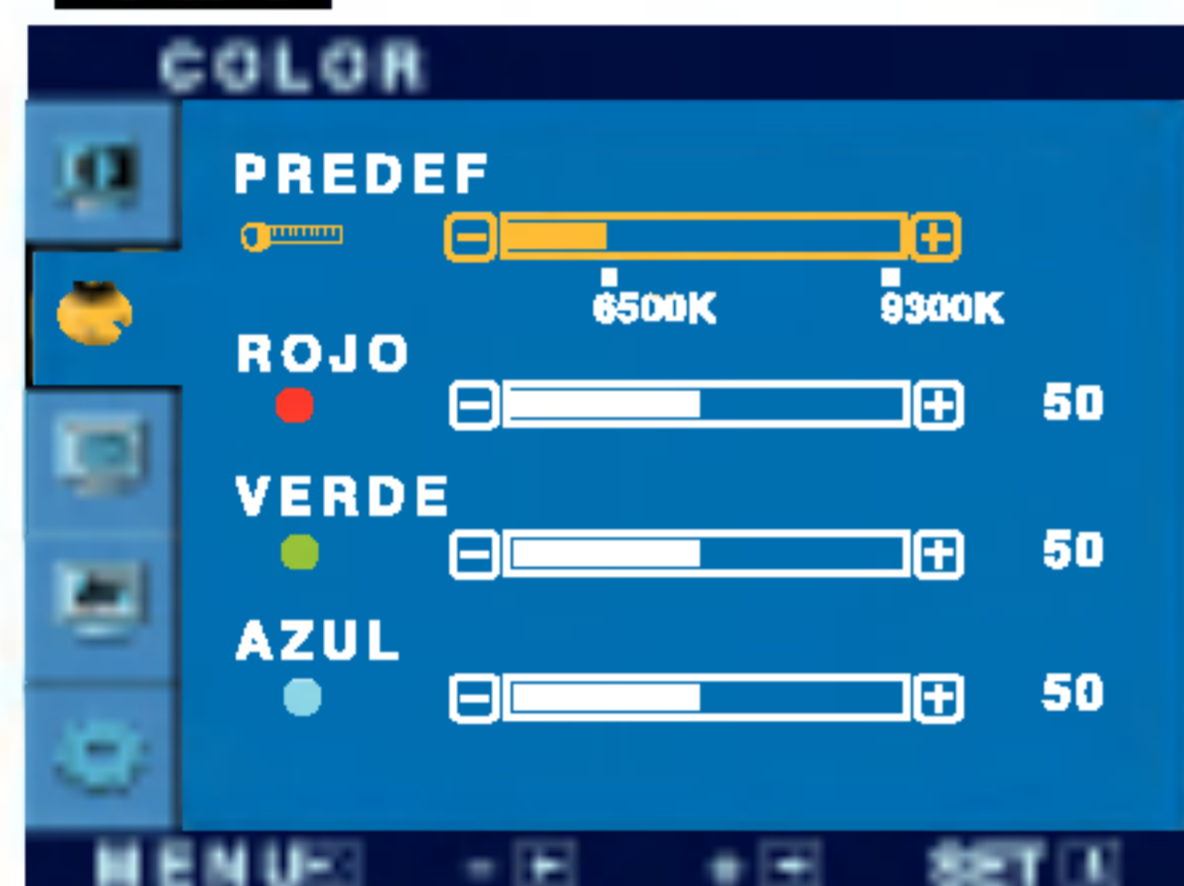 COLOR
PREDEF
6500K 9300K
ROJO
50
VERDE
50
AZUL
50
MENU - + SET